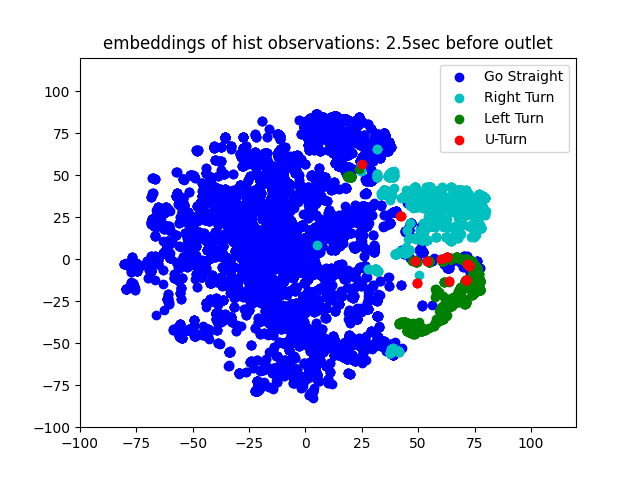 embeddings of hist observations: 2.5sec before outlet
Go Straight
Right Turn
Left Turn
U-Turn
100
75
50
25
0
−25
−50
−75
−100
−100 −75 −50 −25 0 25 50 75 100